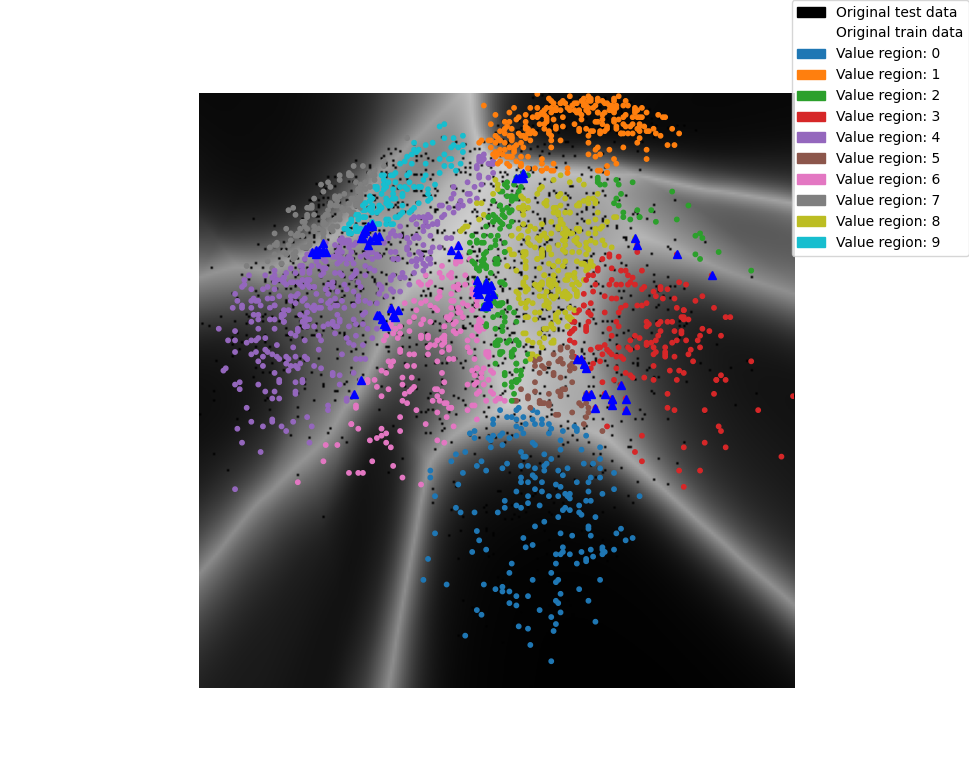 Original test data
Original train data
Value region: 0
Value region: 1
Value region: 2
Value region: 3
Value region: 4
Value region: 5
Value region: 6
Value region: 7
Value region: 8
Value region: 9